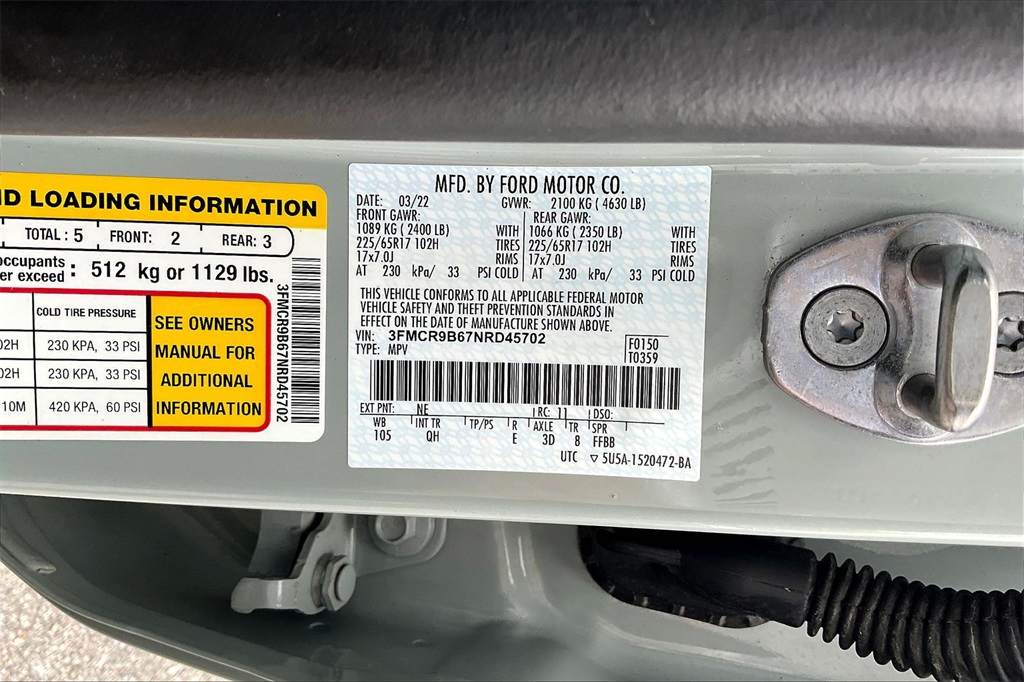 ND LOADING INFORMATION
TOTAL : 5 FRONT: 2 REAR: 3
occupants
er exceed : 512 kg or 1129 lbs.
COLD TIRE PRESSURE
02H 230 KPA, 33 PSI
02H 230 KPA, 33 PSI
10M 420 KPA, 60 PSI
SEE OWNERS
MANUAL FOR
ADDITIONAL
INFORMATION
3FMCR9B67NRD45702
MFD. BY FORD MOTOR CO.
DATE: 03/22 GVWR: 2100 KG ( 4630 LB)
FRONT GAWR: REAR GAWR:
1089 KG ( 2400 LB) WITH 1066 KG ( 2350 LB) WITH
225/65R17 102H TIRES 225/65R17 102H TIRES
17x7.0J RIMS 17x7.0J RIMS
AT 230 kPa/ 33 PSI COLD AT 230 kPa/ 33 PSI COLD
THIS VEHICLE CONFORMS TO ALL APPLICABLE FEDERAL MOTOR
VEHICLE SAFETY AND THEFT PREVENTION STANDARDS IN
EFFECT ON THE DATE OF MANUFACTURE SHOWN ABOVE.
VIN: 3FMCR9B67NRD45702 F0150
TYPE: MPV T0359
EXT PNT: NE RC: 11 DSO:
WB INT TR TP/PS R AXLE TR SPR
105 QH E 3D 8 FFBB
UTC ▽ 5U5A-1520472-BA